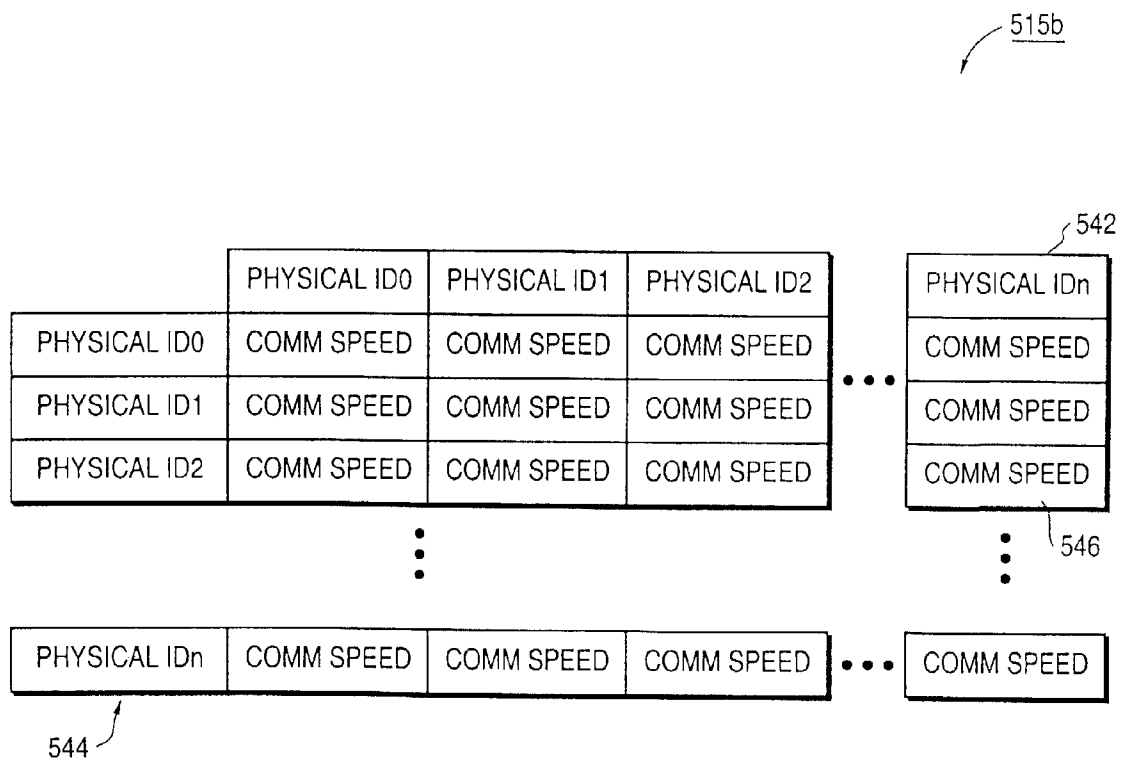 515b
542
PHYSICAL ID0 PHYSICAL ID1 PHYSICAL ID2 PHYSICAL IDn
PHYSICAL ID0 COMM SPEED COMM SPEED COMM SPEED COMM SPEED
PHYSICAL ID1 COMM SPEED COMM SPEED COMM SPEED COMM SPEED
PHYSICAL ID2 COMM SPEED COMM SPEED COMM SPEED COMM SPEED
546
PHYSICAL IDn COMM SPEED COMM SPEED COMM SPEED COMM SPEED
544